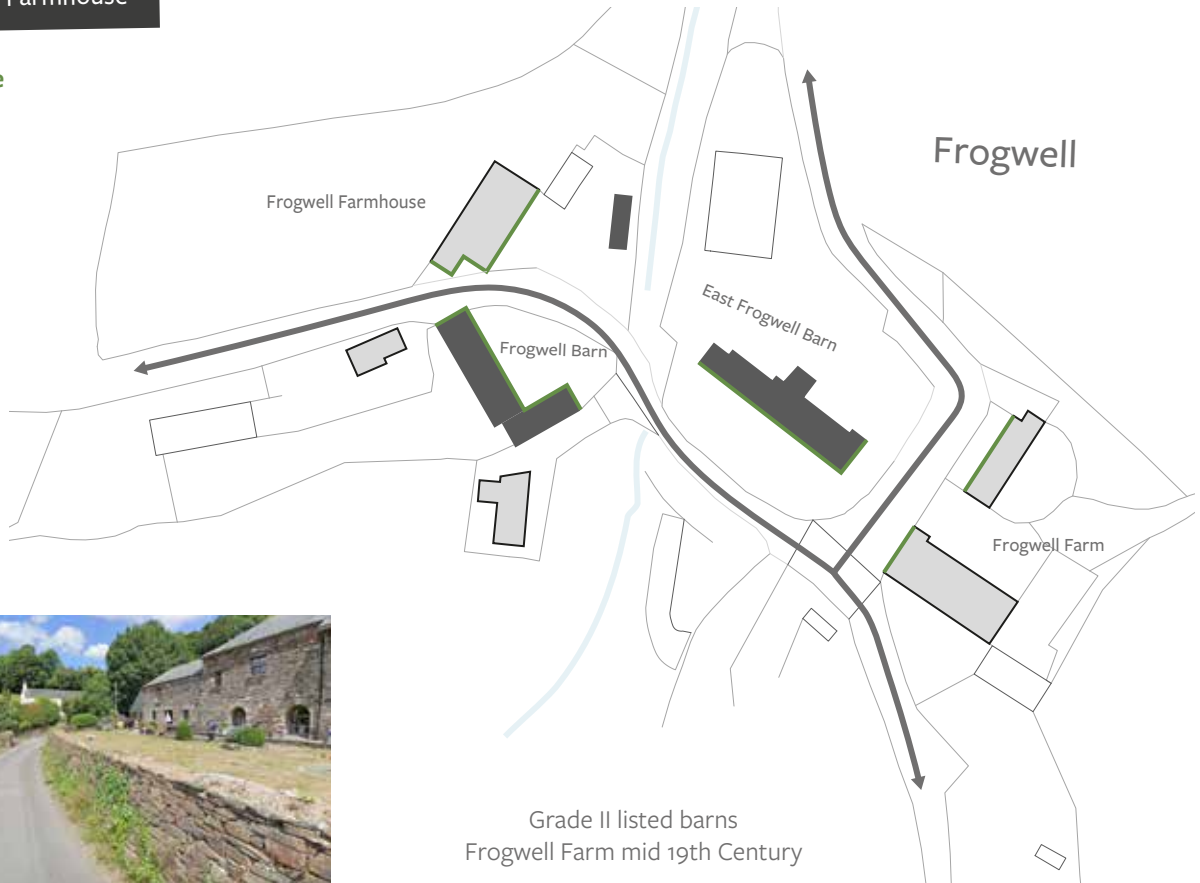 Farmhouse
e
Frogwell
Frogwell Farmhouse
East Frogwell Barn
Frogwell Barn
Frogwell Farm
Grade II listed barns
Frogwell Farm mid 19th Century